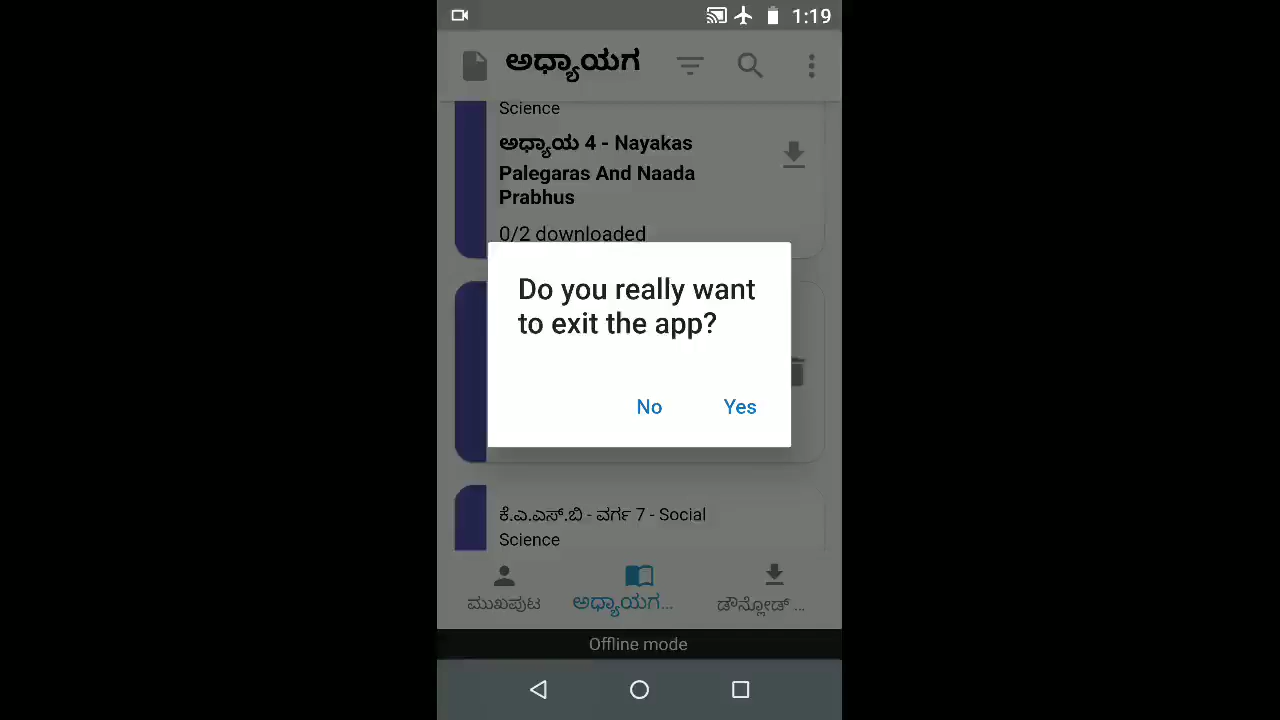 1:19
ಅಧ್ಯಾಯಗ
Science
ಅಧ್ಯಾಯ 4 - Nayakas
Palegaras And Naada
Prabhus
0/2 downloaded
Do you really want
to exit the app?
No Yes
ಕೆ.ಎ.ಎಸ್.ಬಿ - ವರ್ಗ 7 - Social
Science
ಮುಖಪುಟ ಅಧ್ಯಾಯಗ... ಡೌನ್ಲೋಡ್ ...
Offline mode